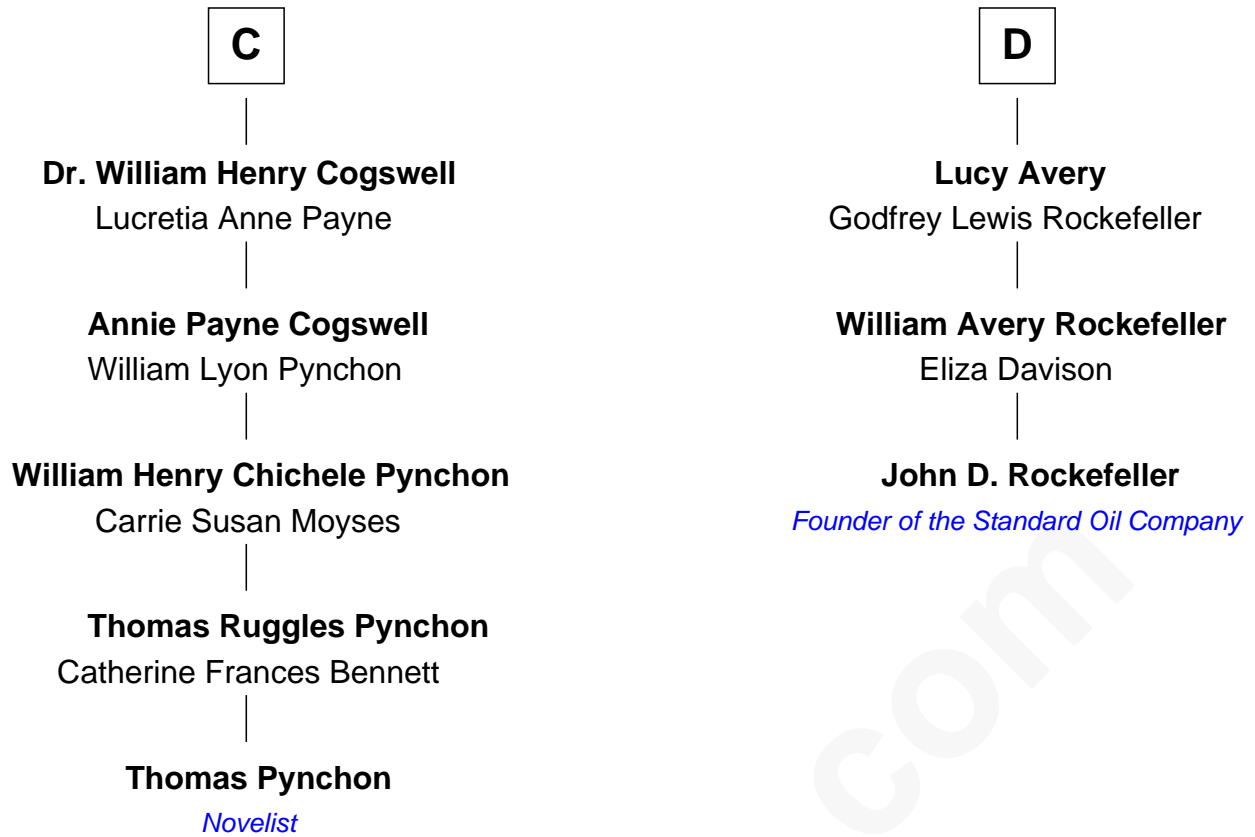 C
Dr. William Henry Cogswell
Lucretia Anne Payne
Annie Payne Cogswell
William Lyon Pynchon
William Henry Chichele Pynchon
Carrie Susan Moyses
Thomas Ruggles Pynchon
Catherine Frances Bennett
Thomas Pynchon
Novelist
D
Lucy Avery
Godfrey Lewis Rockefeller
William Avery Rockefeller
Eliza Davison
John D. Rockefeller
Founder of the Standard Oil Company
com